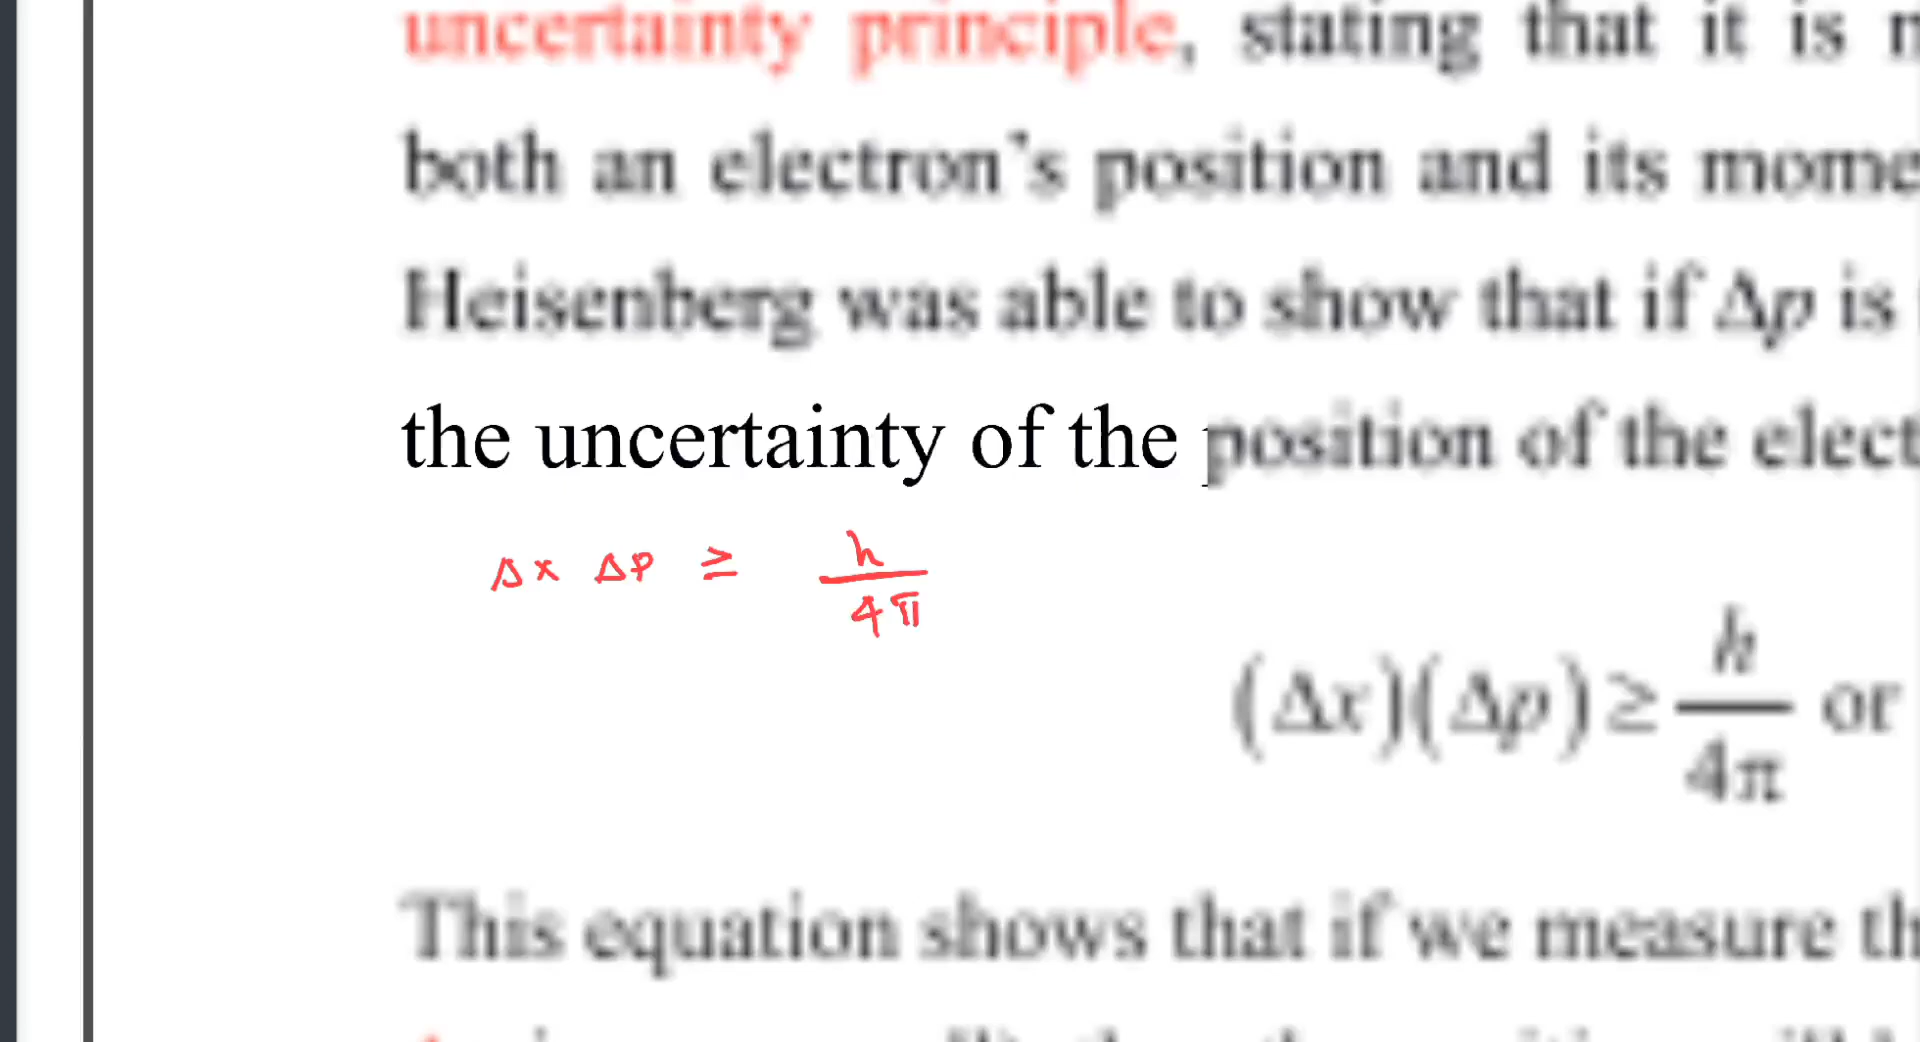 uncertainty principle, stating that it is
both an electron's position and its mome
Heisenberg was able to show that if Δp is
the uncertainty of the position of the elect
Δx Δp ≥ h/4π
(Δx)(Δp) ≥ h/4π or
This equation shows that if we measure th